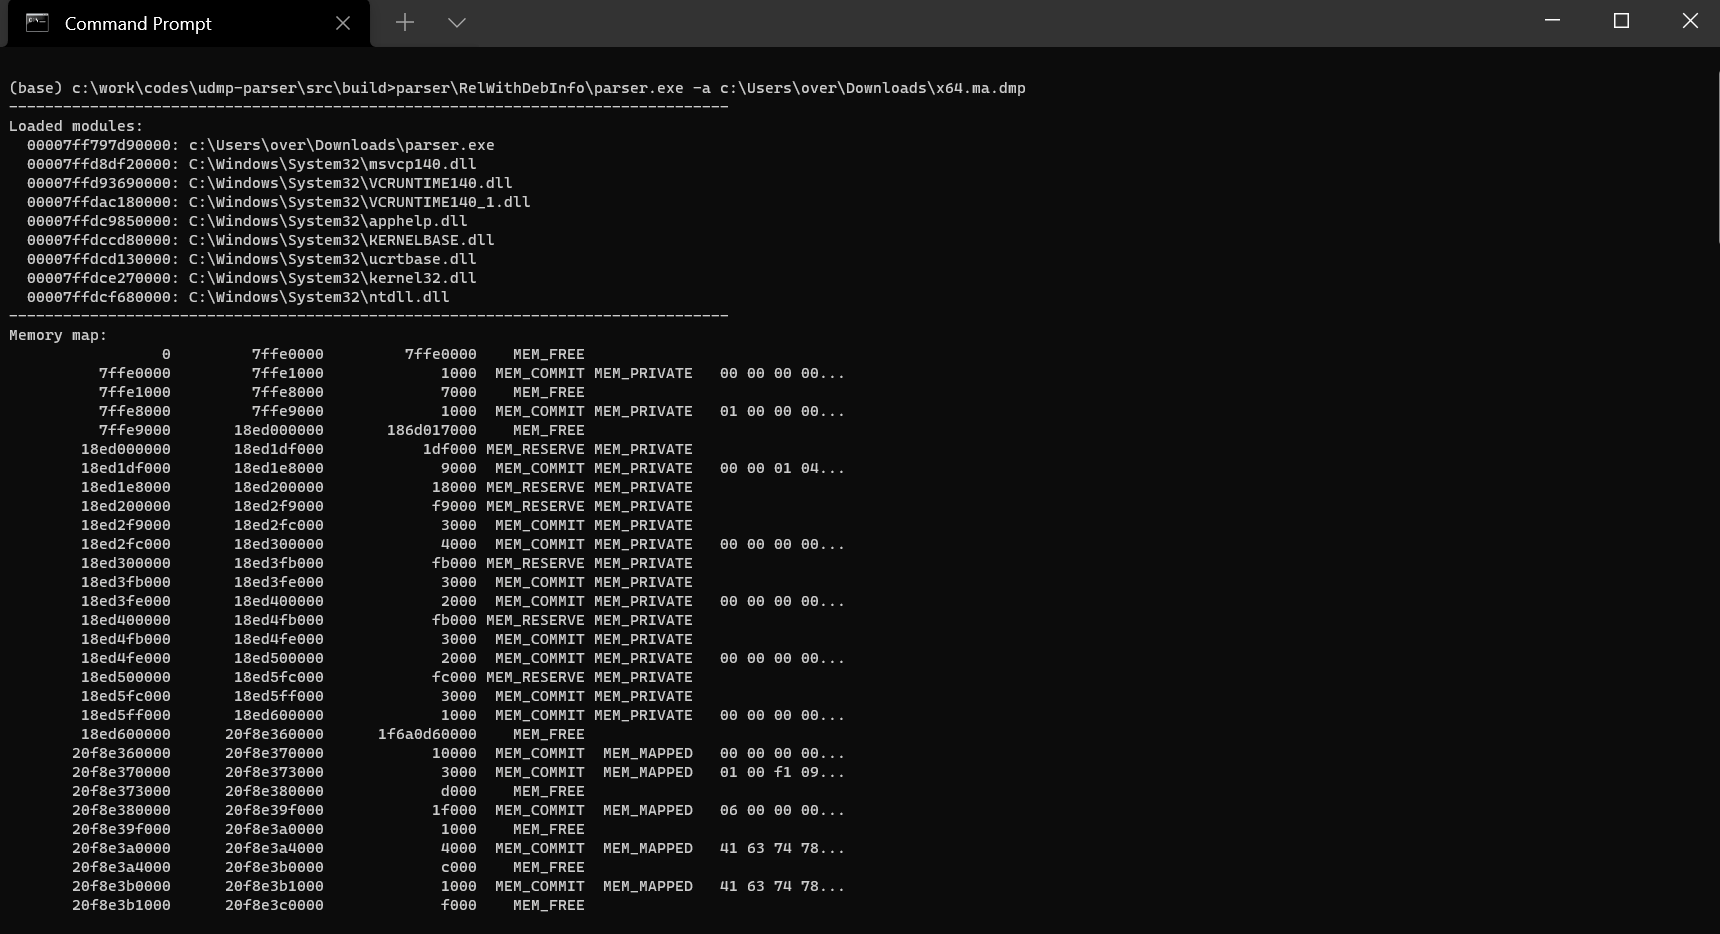 Command Prompt
(base) c:\work\codes\udmp-parser\src\build>parser\RelWithDebInfo\parser.exe -a c:\Users\over\Downloads\x64.ma.dmp
--------------------------------------------------------------------------------
Loaded modules:
00007ff797d90000: c:\Users\over\Downloads\parser.exe
00007ffd8df20000: C:\Windows\System32\msvcp140.dll
00007ffd93690000: C:\Windows\System32\VCRUNTIME140.dll
00007ffdac180000: C:\Windows\System32\VCRUNTIME140_1.dll
00007ffdc9850000: C:\Windows\System32\apphelp.dll
00007ffdccd80000: C:\Windows\System32\KERNELBASE.dll
00007ffdcd130000: C:\Windows\System32\ucrtbase.dll
00007ffdce270000: C:\Windows\System32\kernel32.dll
00007ffdcf680000: C:\Windows\System32\ntdll.dll
--------------------------------------------------------------------------------
Memory map:
0 7ffe0000 7ffe0000 MEM_FREE
7ffe0000 7ffe1000 1000 MEM_COMMIT MEM_PRIVATE 00 00 00 00...
7ffe1000 7ffe8000 7000 MEM_FREE
7ffe8000 7ffe9000 1000 MEM_COMMIT MEM_PRIVATE 01 00 00 00...
7ffe9000 18ed000000 186d017000 MEM_FREE
18ed000000 18ed1df000 1df000 MEM_RESERVE MEM_PRIVATE
18ed1df000 18ed1e8000 9000 MEM_COMMIT MEM_PRIVATE 00 00 01 04...
18ed1e8000 18ed200000 18000 MEM_RESERVE MEM_PRIVATE
18ed200000 18ed2f9000 f9000 MEM_RESERVE MEM_PRIVATE
18ed2f9000 18ed2fc000 3000 MEM_COMMIT MEM_PRIVATE
18ed2fc000 18ed300000 4000 MEM_COMMIT MEM_PRIVATE 00 00 00 00...
18ed300000 18ed3fb000 fb000 MEM_RESERVE MEM_PRIVATE
18ed3fb000 18ed3fe000 3000 MEM_COMMIT MEM_PRIVATE
18ed3fe000 18ed400000 2000 MEM_COMMIT MEM_PRIVATE 00 00 00 00...
18ed400000 18ed4fb000 fb000 MEM_RESERVE MEM_PRIVATE
18ed4fb000 18ed4fe000 3000 MEM_COMMIT MEM_PRIVATE
18ed4fe000 18ed500000 2000 MEM_COMMIT MEM_PRIVATE 00 00 00 00...
18ed500000 18ed5fc000 fc000 MEM_RESERVE MEM_PRIVATE
18ed5fc000 18ed5ff000 3000 MEM_COMMIT MEM_PRIVATE
18ed5ff000 18ed600000 1000 MEM_COMMIT MEM_PRIVATE 00 00 00 00...
18ed600000 20f8e360000 1f6a0d60000 MEM_FREE
20f8e360000 20f8e370000 10000 MEM_COMMIT MEM_MAPPED 00 00 00 00...
20f8e370000 20f8e373000 3000 MEM_COMMIT MEM_MAPPED 01 00 f1 09...
20f8e373000 20f8e380000 d000 MEM_FREE
20f8e380000 20f8e39f000 1f000 MEM_COMMIT MEM_MAPPED 06 00 00 00...
20f8e39f000 20f8e3a0000 1000 MEM_FREE
20f8e3a0000 20f8e3a4000 4000 MEM_COMMIT MEM_MAPPED 41 63 74 78...
20f8e3a4000 20f8e3b0000 c000 MEM_FREE
20f8e3b0000 20f8e3b1000 1000 MEM_COMMIT MEM_MAPPED 41 63 74 78...
20f8e3b1000 20f8e3c0000 f000 MEM_FREE